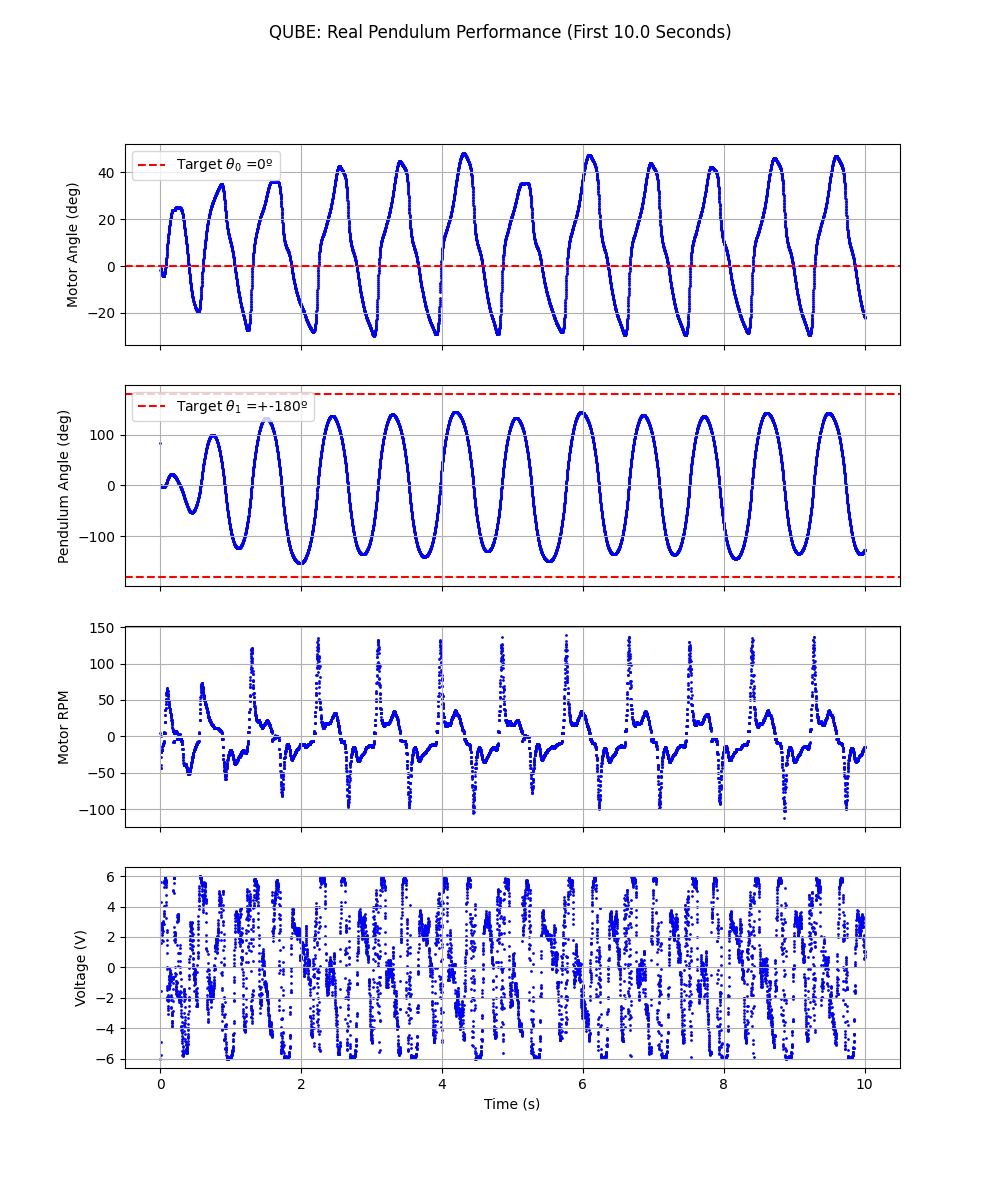 QUBE: Real Pendulum Performance (First 10.0 Seconds)
Motor Angle (deg)
40
20
0
−20
Target θ0 =0º
Pendulum Angle (deg)
100
0
−100
Target θ1 =+-180º
Motor RPM
150
100
50
0
−50
−100
Voltage (V)
6
4
2
0
−2
−4
−6
0 2 4 6 8 10
Time (s)